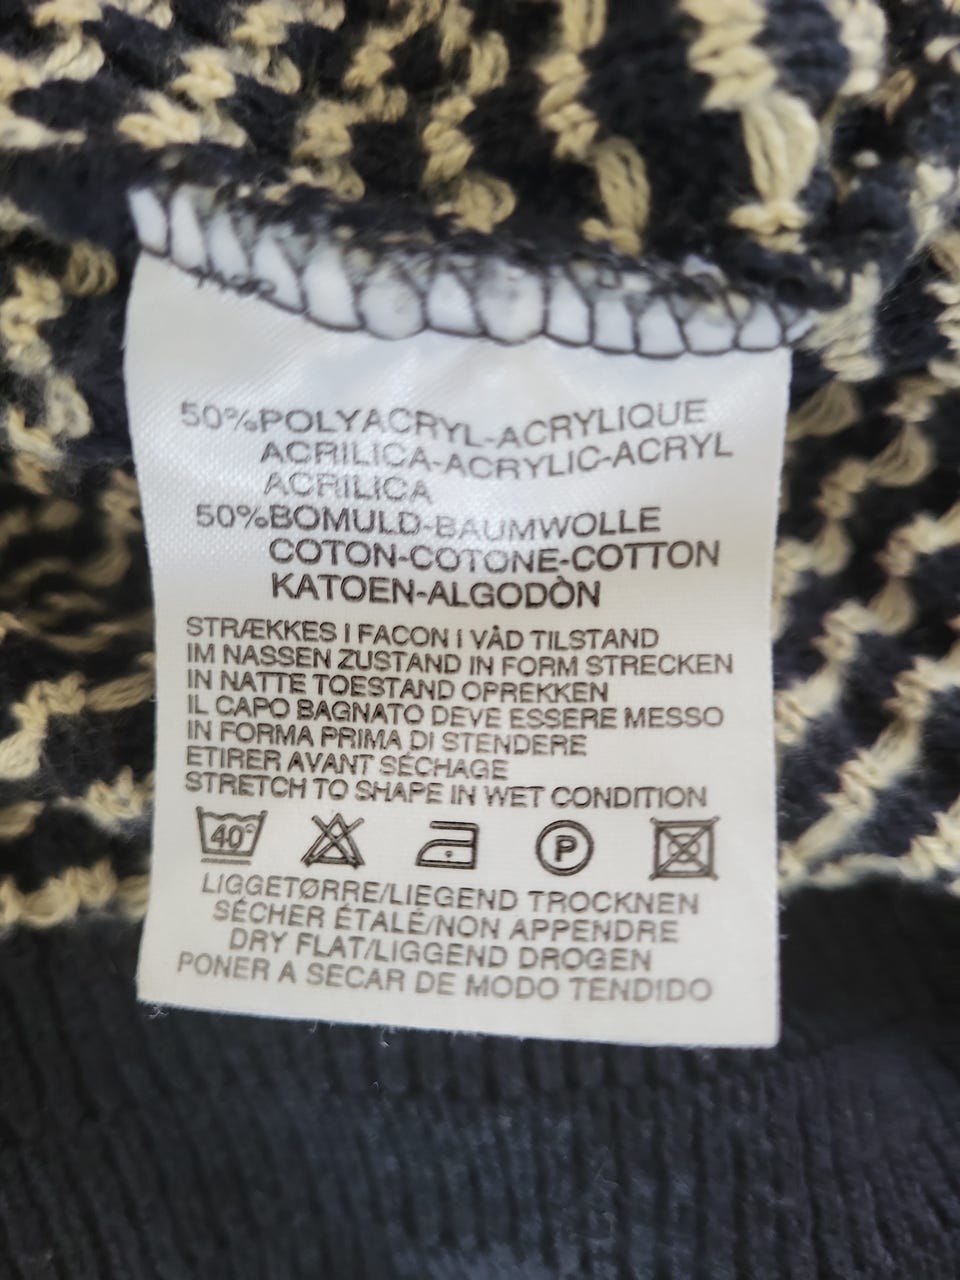 50%POLYACRYL-ACRYLIQUE
ACRILICA-ACRYLIC-ACRYL
ACRILICA
50%BOMULD-BAUMWOLLE
COTON-COTONE-COTTON
KATOEN-ALGODÒN
STRÆKKES I FACON I VÅD TILSTAND
IM NASSEN ZUSTAND IN FORM STRECKEN
IN NATTE TOESTAND OPREKKEN
IL CAPO BAGNATO DEVE ESSERE MESSO
IN FORMA PRIMA DI STENDERE
ETIRER AVANT SÉCHAGE
STRETCH TO SHAPE IN WET CONDITION
40° P
LIGGETØRRE/LIEGEND TROCKNEN
SÉCHER ÉTALÉ/NON APPENDRE
DRY FLAT/LIGGEND DROGEN
PONER A SECAR DE MODO TENDIDO